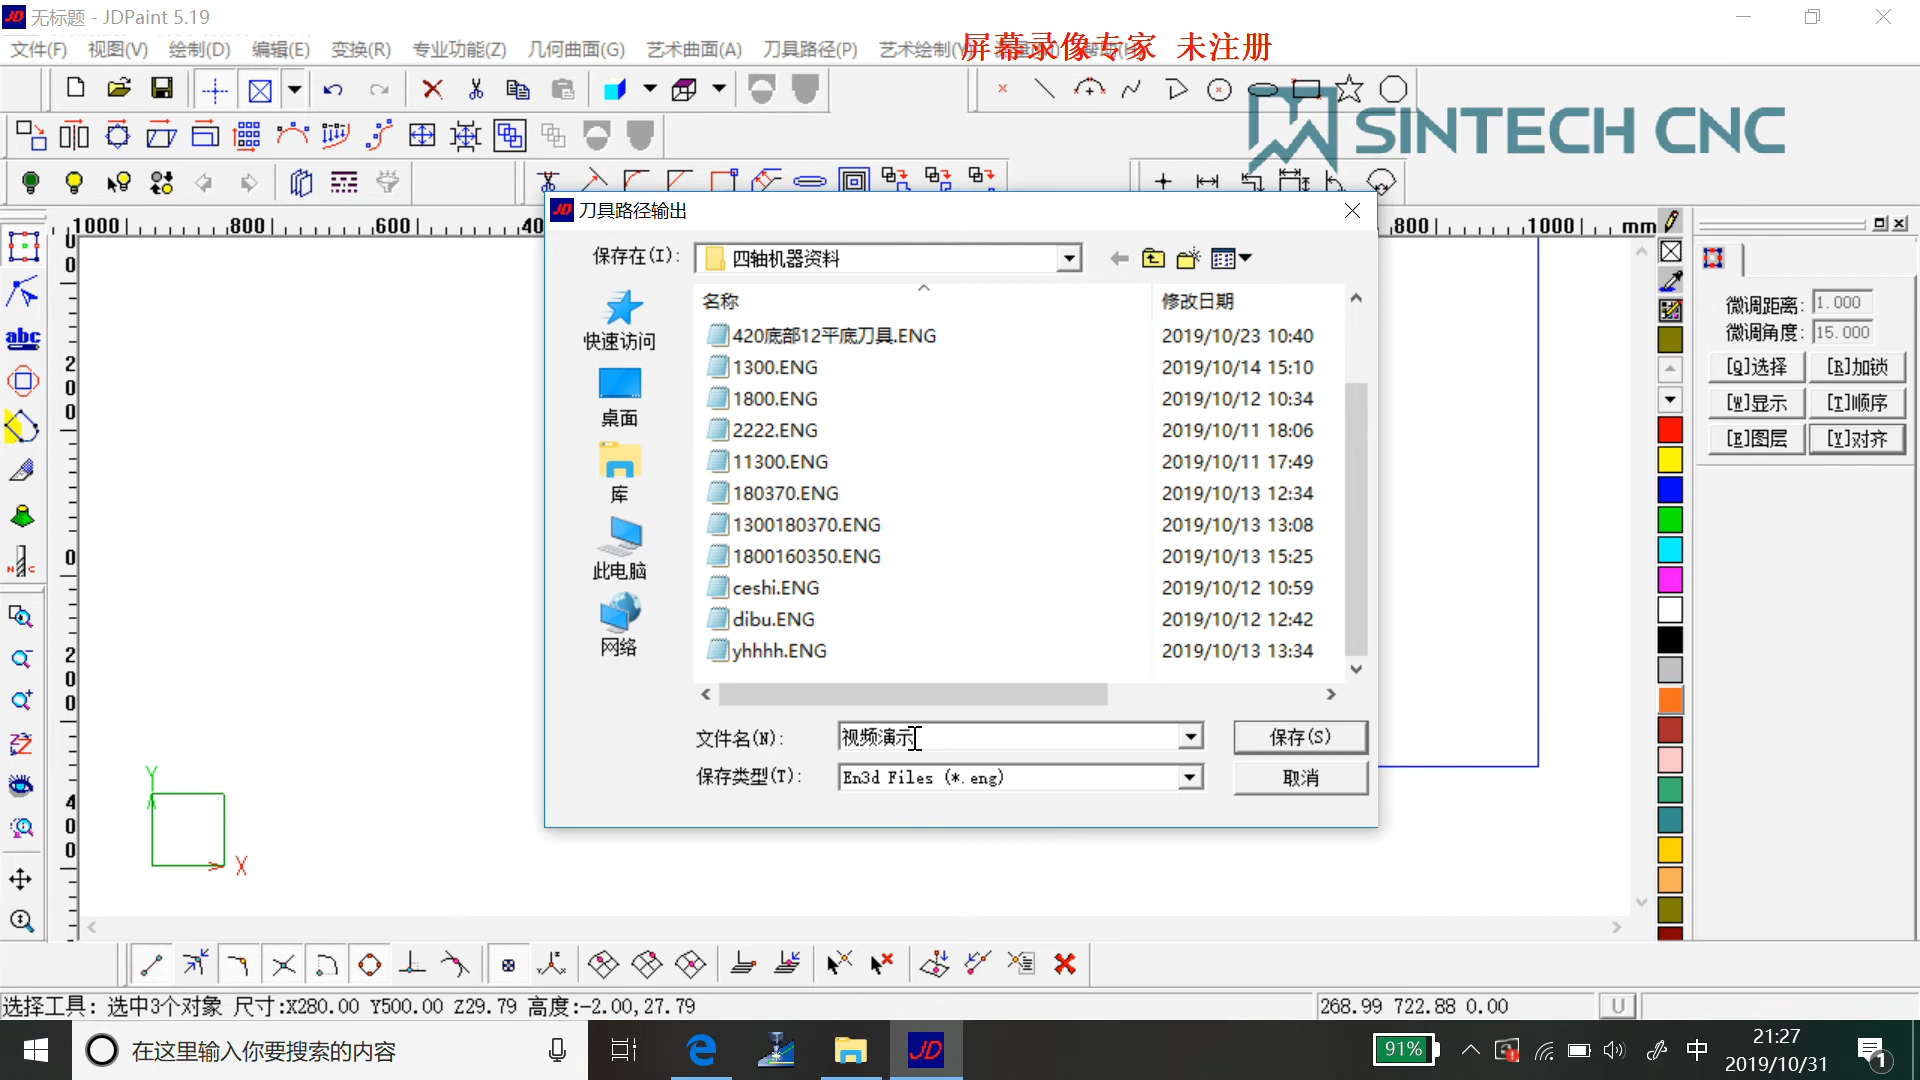 无标题 - JDPaint 5.19
文件(F) 视图(V) 绘制(D) 编辑(E) 变换(R) 专业功能(Z) 几何曲面(G) 艺术曲面(A) 刀具路径(P) 艺术绘制(Y)
屏幕录像专家 未注册
SINTECH CNC
1000 800 600 40
800 1000 mm
刀具路径输出
保存在(I):
四轴机器资料
名称 修改日期
420底部12平底刀具.ENG 2019/10/23 10:40
1300.ENG 2019/10/14 15:10
1800.ENG 2019/10/12 10:34
2222.ENG 2019/10/11 18:06
11300.ENG 2019/10/11 17:49
180370.ENG 2019/10/13 12:34
1300180370.ENG 2019/10/13 13:08
1800160350.ENG 2019/10/13 15:25
ceshi.ENG 2019/10/12 10:59
dibu.ENG 2019/10/12 12:42
yhhhh.ENG 2019/10/13 13:34
快速访问
桌面
库
此电脑
网络
文件名(N): 视频演示 保存(S)
保存类型(T): En3d Files (*.eng) 取消
微调距离: 1.000
微调角度: 15.000
[Q]选择 [R]加锁
[W]显示 [T]顺序
[E]图层 [Y]对齐
abc
N C
0
200
0
200
400
Y
X
选择工具: 选中3个对象 尺寸:X280.00 Y500.00 Z29.79 高度:-2.00,27.79
268.99 722.88 0.00
U
在这里输入你要搜索的内容
JD
91%
中
21:27
2019/10/31
1